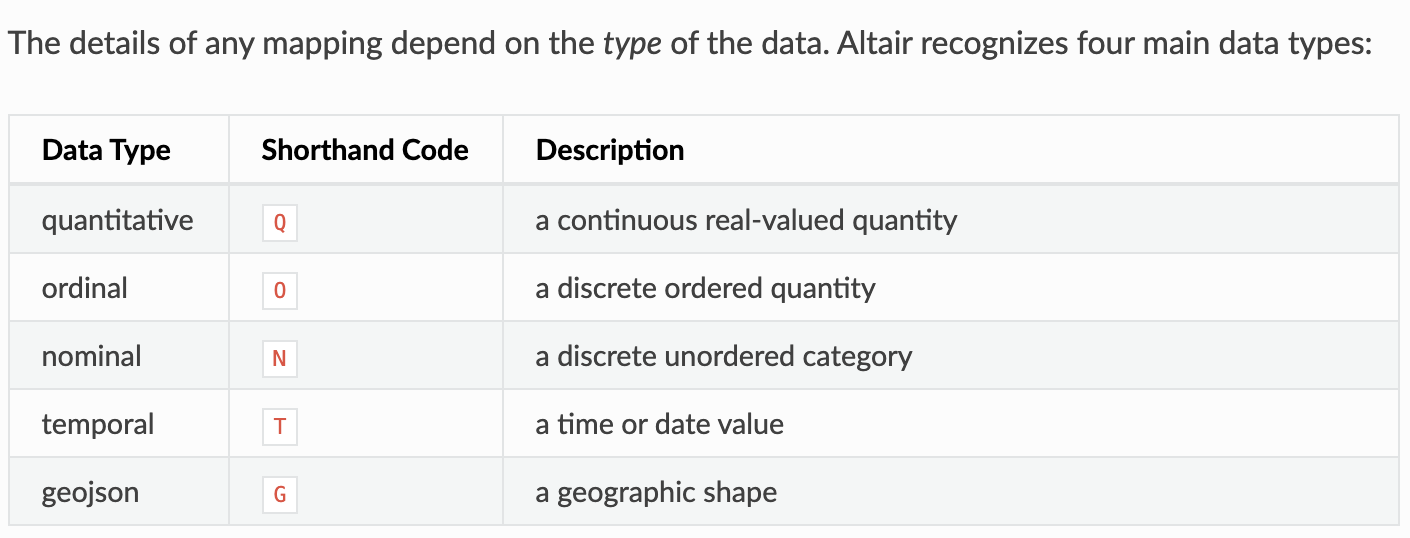 The details of any mapping depend on the type of the data. Altair recognizes four main data types:
Data Type Shorthand Code Description
quantitative Q a continuous real-valued quantity
ordinal O a discrete ordered quantity
nominal N a discrete unordered category
temporal T a time or date value
geojson G a geographic shape